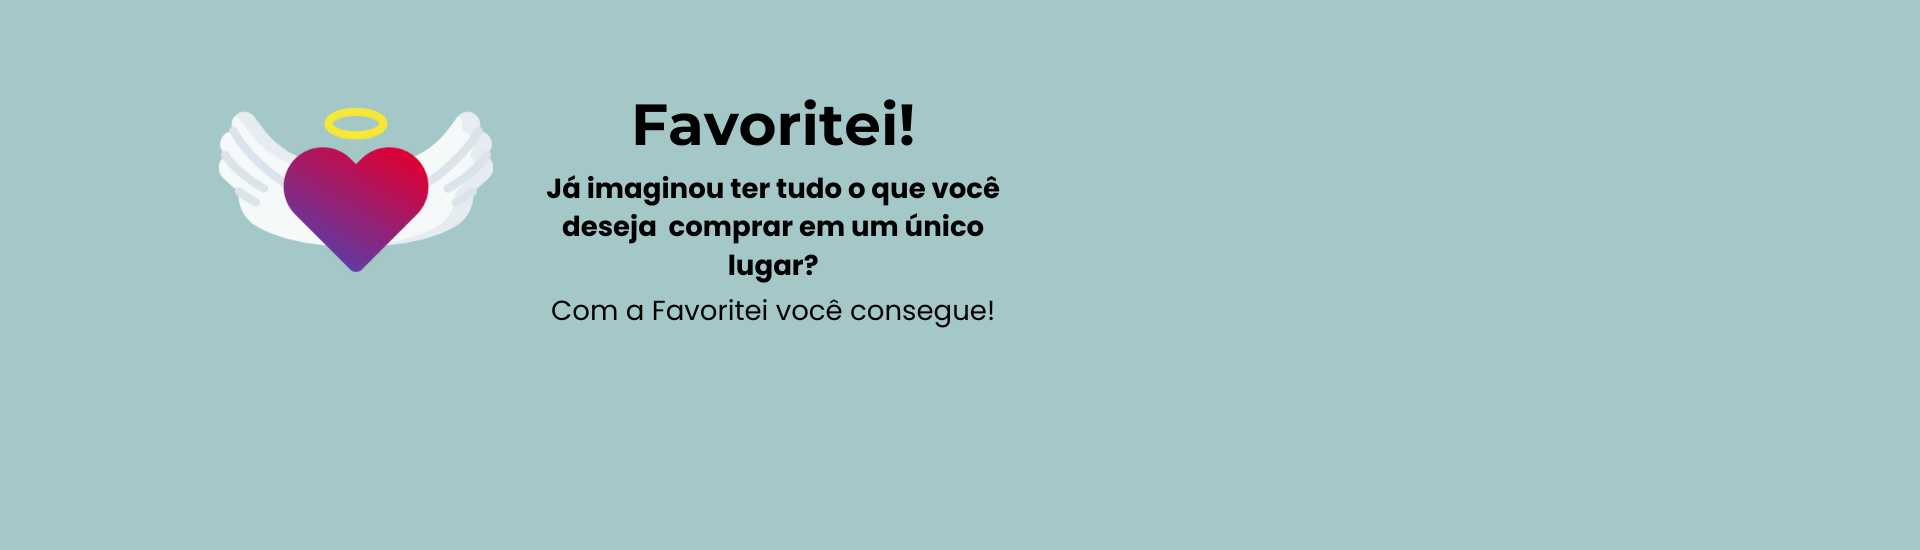 Favoritei!
Já imaginou ter tudo o que você
deseja  comprar em um único
lugar?
Com a Favoritei você consegue!